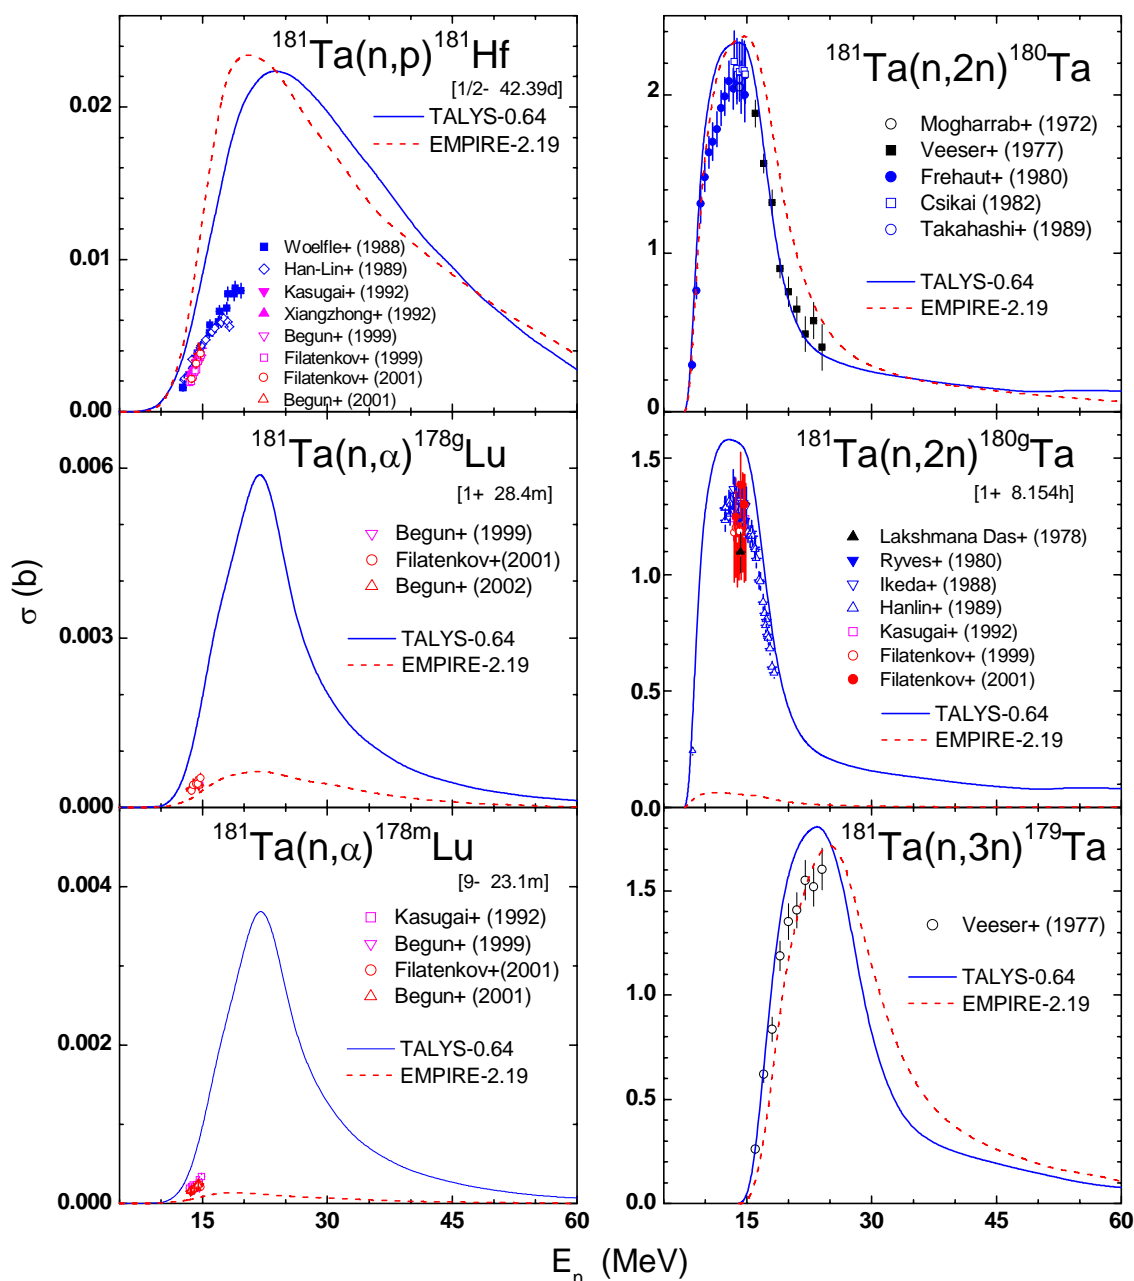 181Ta(n,p)181Hf
[1/2- 42.39d]
TALYS-0.64
EMPIRE-2.19
Woelfle+ (1988)
Han-Lin+ (1989)
Kasugai+ (1992)
Xiangzhong+ (1992)
Begun+ (1999)
Filatenkov+ (1999)
Filatenkov+ (2001)
Begun+ (2001)
0.02
0.01
0.00
181Ta(n,2n)180Ta
Mogharrab+ (1972)
Veeser+ (1977)
Frehaut+ (1980)
Csikai (1982)
Takahashi+ (1989)
TALYS-0.64
EMPIRE-2.19
2
1
0
181Ta(n,α)178gLu
[1+ 28.4m]
Begun+ (1999)
Filatenkov+(2001)
Begun+ (2002)
TALYS-0.64
EMPIRE-2.19
0.006
0.003
0.000
σ (b)
181Ta(n,2n)180gTa
[1+ 8.154h]
Lakshmana Das+ (1978)
Ryves+ (1980)
Ikeda+ (1988)
Hanlin+ (1989)
Kasugai+ (1992)
Filatenkov+ (1999)
Filatenkov+ (2001)
TALYS-0.64
EMPIRE-2.19
1.5
1.0
0.5
0.0
181Ta(n,α)178mLu
[9- 23.1m]
Kasugai+ (1992)
Begun+ (1999)
Filatenkov+(2001)
Begun+ (2001)
TALYS-0.64
EMPIRE-2.19
0.004
0.002
0.000
15 30 45 60
181Ta(n,3n)179Ta
Veeser+ (1977)
TALYS-0.64
EMPIRE-2.19
1.5
1.0
0.5
0.0
15 30 45 60
En (MeV)